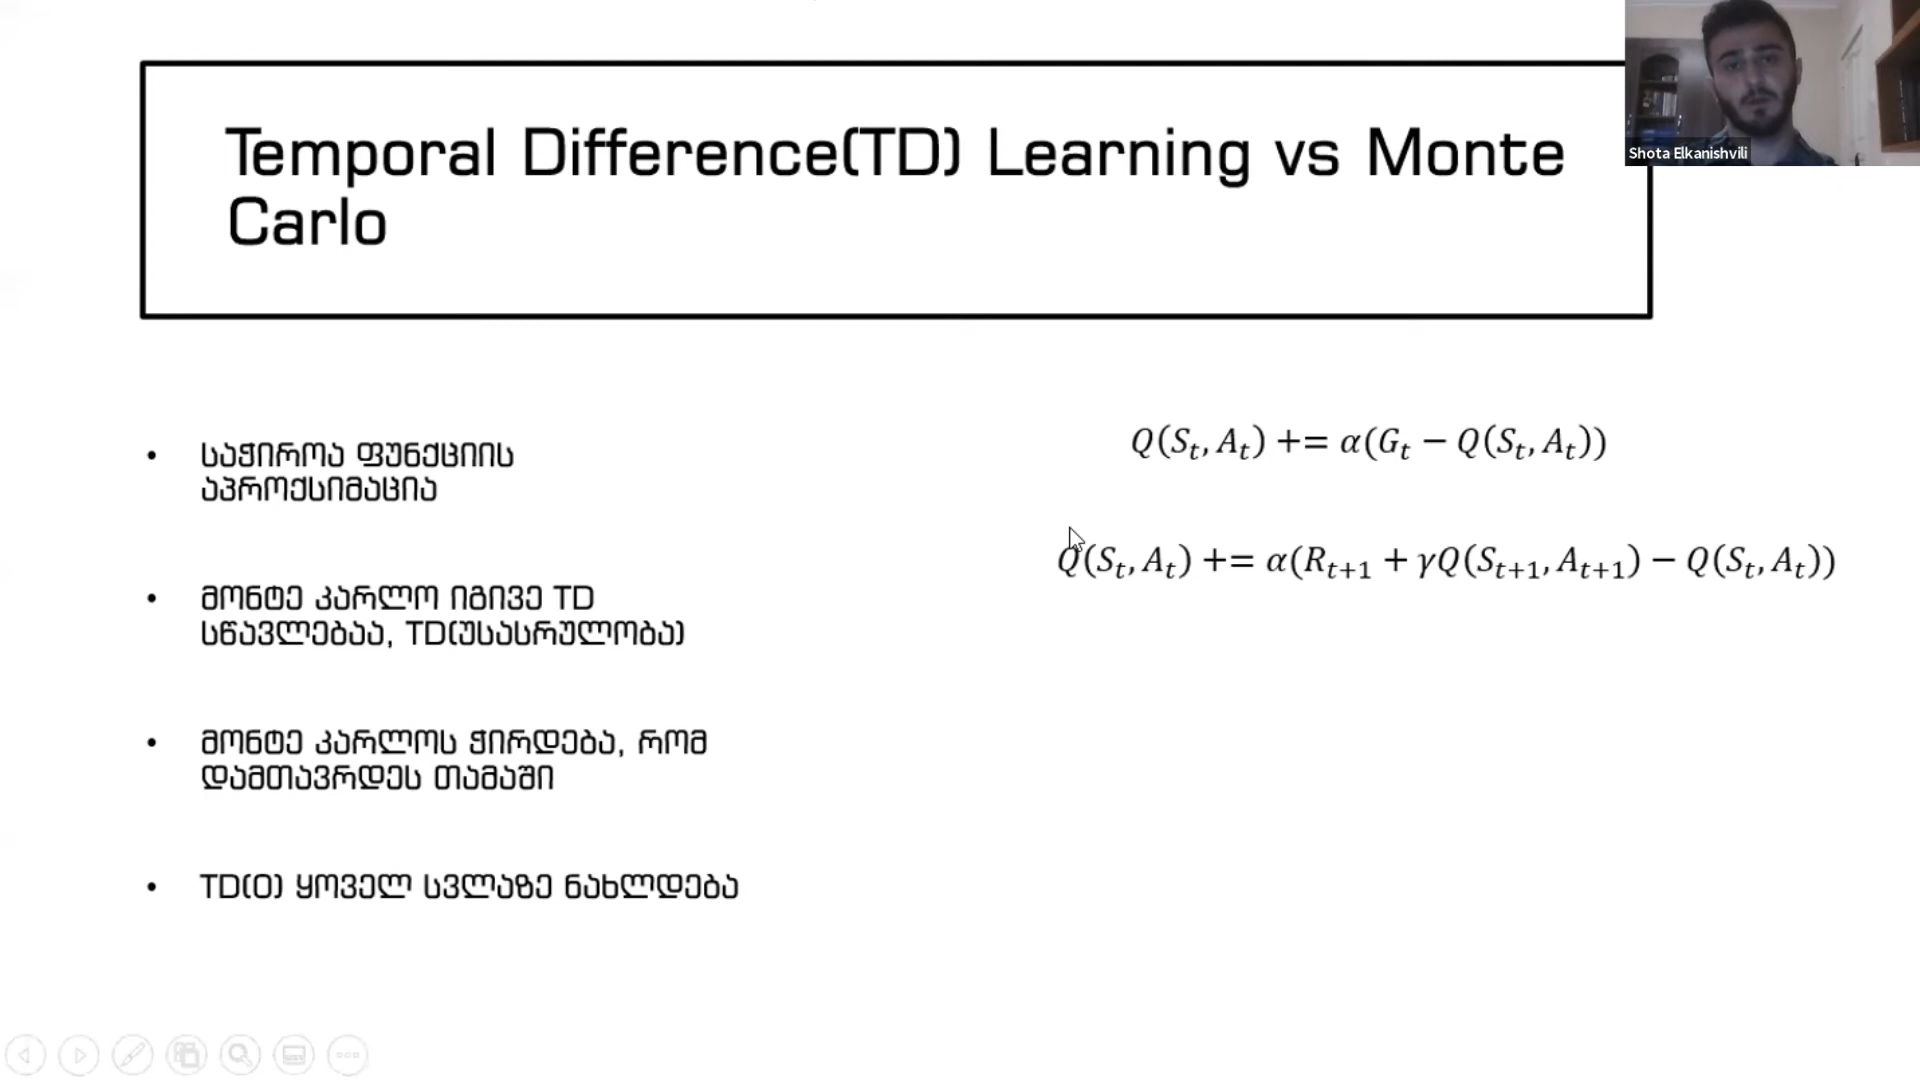 Temporal Difference(TD) Learning vs Monte
Carlo
Shota Elkanishvili
• საჭიროა ფუნქციის
აპროქსიმაცია
• მონტე კარლო იგივე TD
სწავლებაა, TD(უსასრულობა)
• მონტე კარლოს ჭირდება, რომ
დამთავრდეს თამაში
• TD(0) ყოველ სვლაზე ნახლდება
Q(S_t, A_t) += α(G_t − Q(S_t, A_t))
Q(S_t, A_t) += α(R_{t+1} + γQ(S_{t+1}, A_{t+1}) − Q(S_t, A_t))